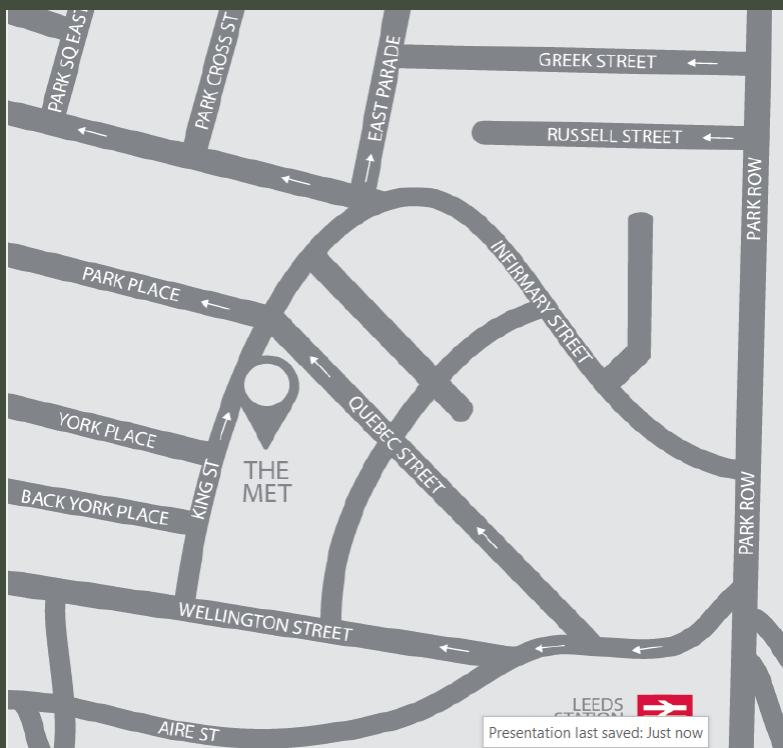 PARK SQ EAST
PARK CROSS ST
EAST PARADE
GREEK STREET
RUSSELL STREET
PARK ROW
INFIRMARY STREET
PARK PLACE
QUEBEC STREET
YORK PLACE
THE
MET
KING ST
BACK YORK PLACE
PARK ROW
WELLINGTON STREET
LEEDS
STATION
AIRE ST
Presentation last saved: Just now